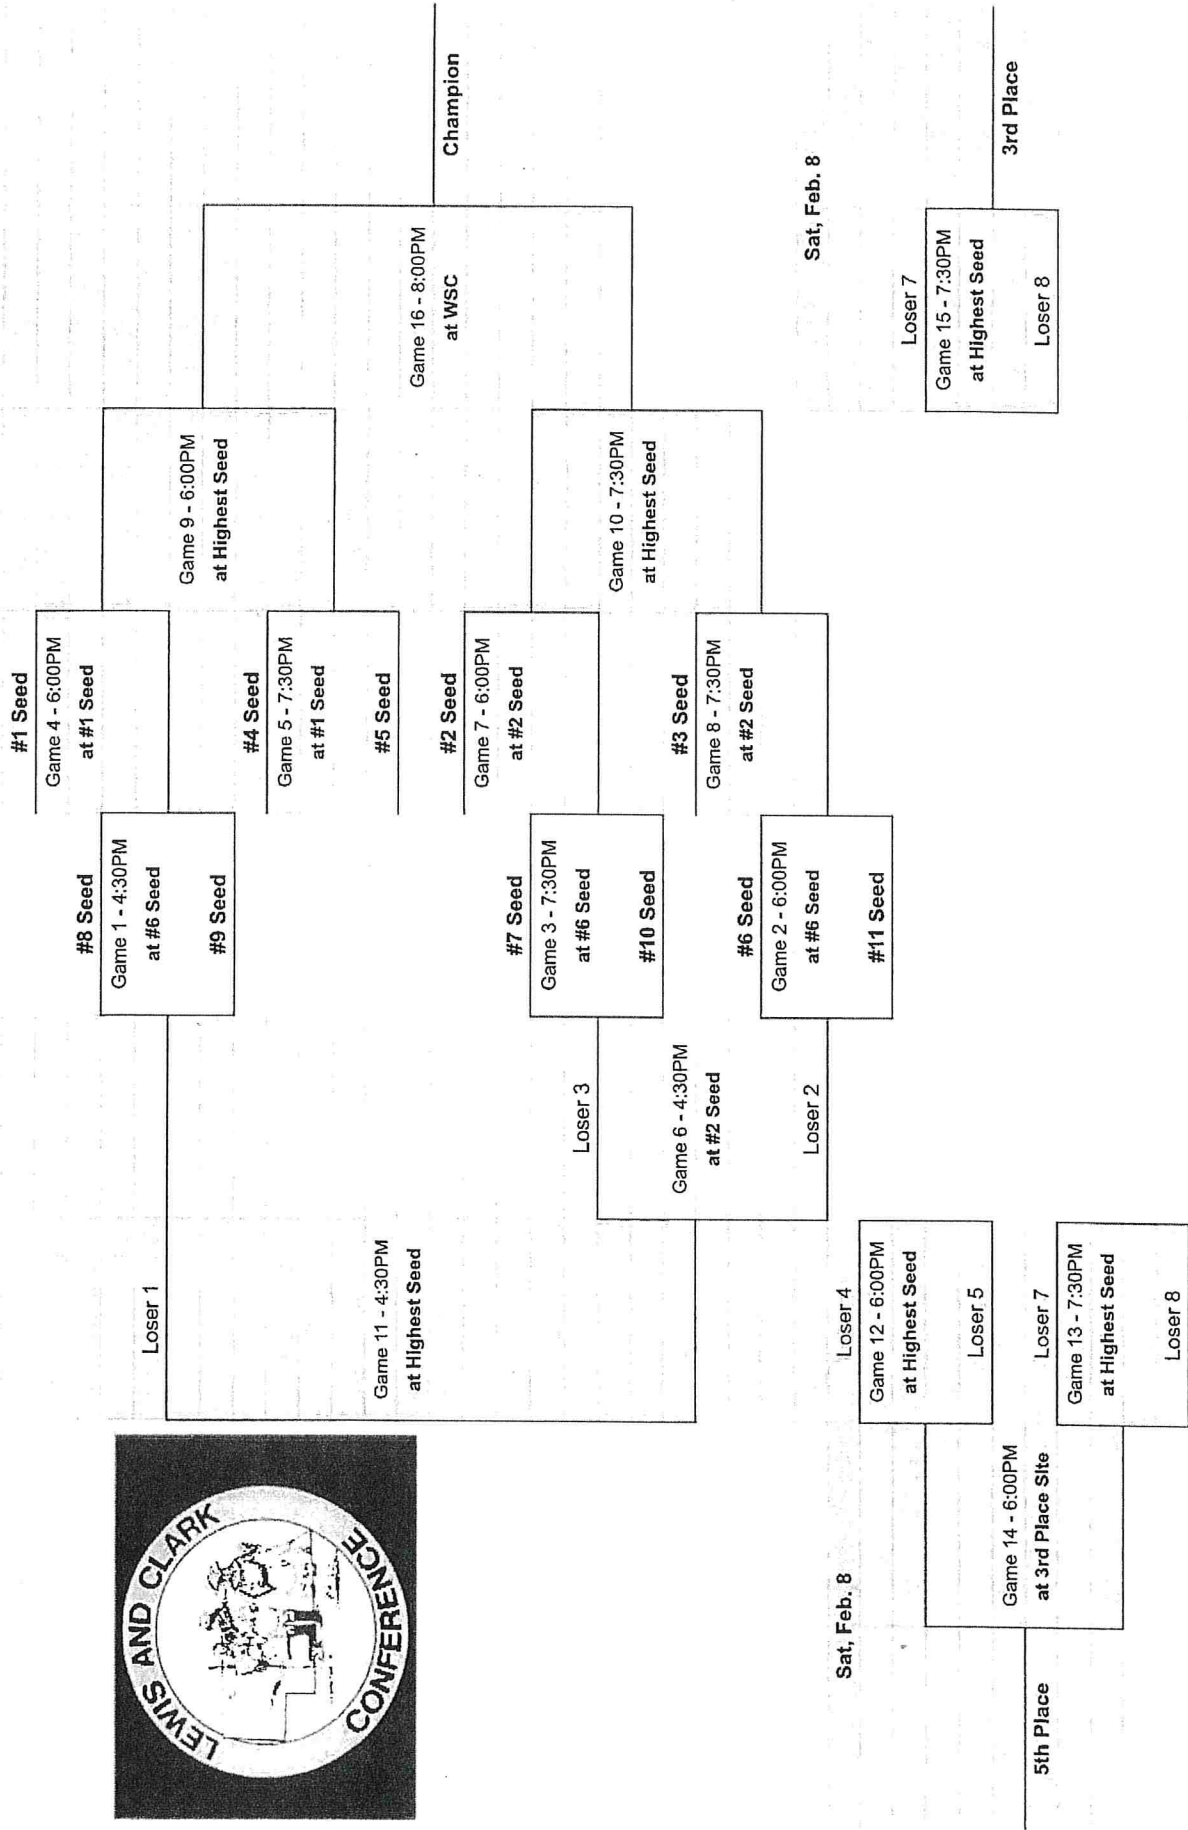 LEWIS AND CLARK
CONFERENCE
Loser 1
Game 11 - 4:30PM
at Highest Seed
Loser 3
Game 6 - 4:30PM
at #2 Seed
Loser 2
#8 Seed
Game 1 - 4:30PM
at #6 Seed
#9 Seed
#7 Seed
Game 3 - 7:30PM
at #6 Seed
#10 Seed
#6 Seed
Game 2 - 6:00PM
at #6 Seed
#11 Seed
#1 Seed
Game 4 - 6:00PM
at #1 Seed
#4 Seed
Game 5 - 7:30PM
at #1 Seed
#5 Seed
#2 Seed
Game 7 - 6:00PM
at #2 Seed
#3 Seed
Game 8 - 7:30PM
at #2 Seed
Game 9 - 6:00PM
at Highest Seed
Game 10 - 7:30PM
at Highest Seed
Game 16 - 8:00PM
at WSC
Champion
Sat, Feb. 8
Loser 4
Game 12 - 6:00PM
at Highest Seed
Loser 5
Game 14 - 6:00PM
at 3rd Place SIte
5th Place
Loser 7
Game 13 - 7:30PM
at Highest Seed
Loser 8
Sat, Feb. 8
Loser 7
Game 15 - 7:30PM
at Highest Seed
Loser 8
3rd Place